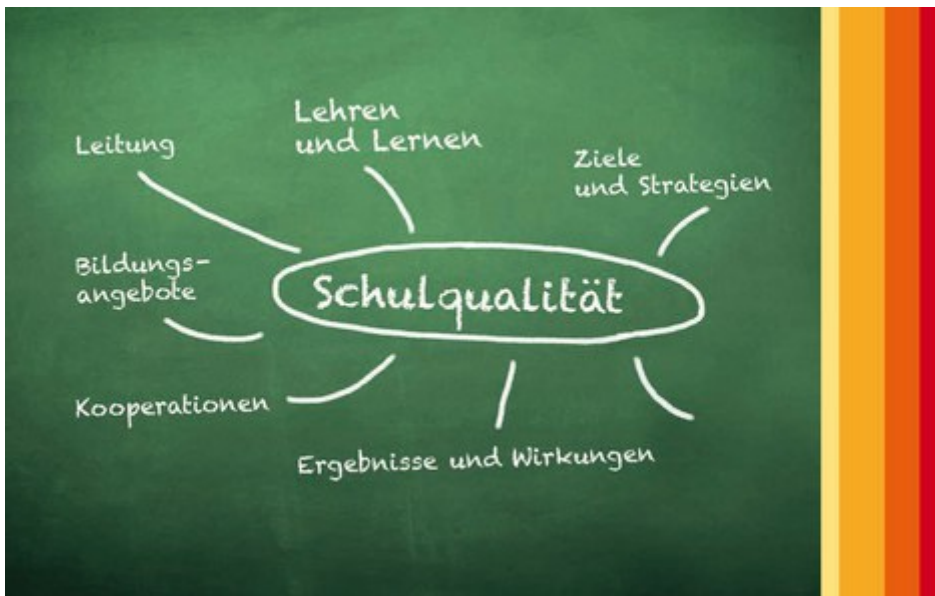 Leitung
Lehren
und Lernen
Ziele
und Strategien
Bildungs-
angebote
Schulqualität
Kooperationen
Ergebnisse und Wirkungen